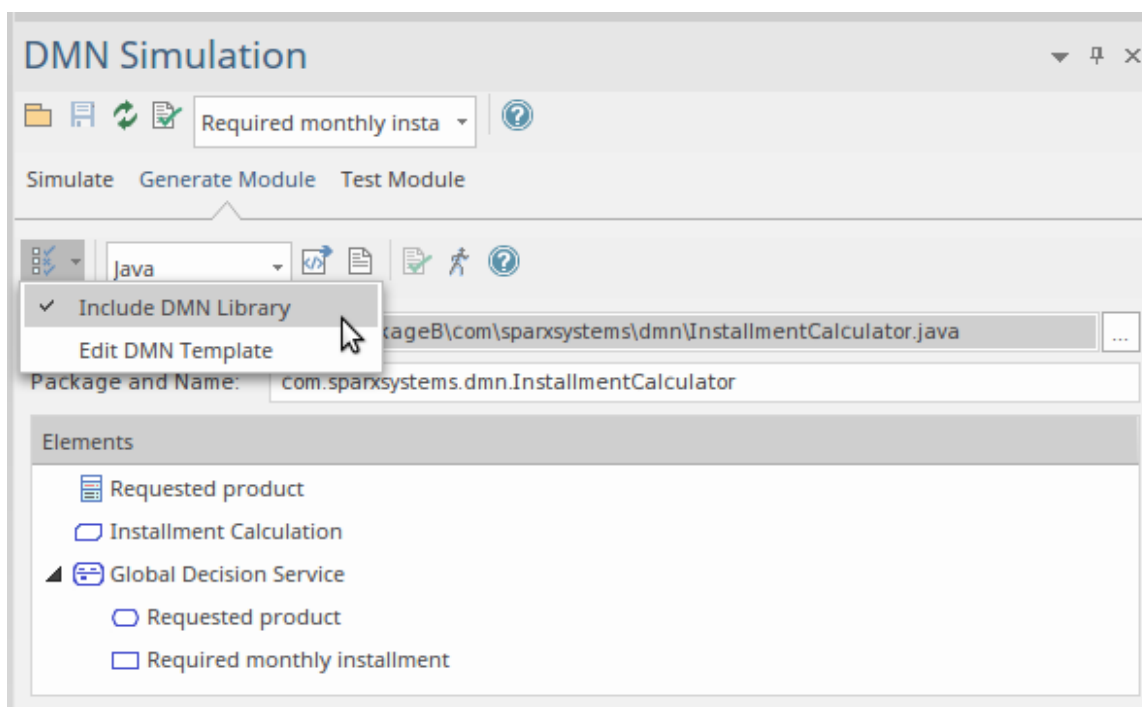 DMN Simulation
Required monthly insta
Simulate Generate Module Test Module
Java
Include DMN Library
kageB\com\sparxsystems\dmn\InstallmentCalculator.java
...
Edit DMN Template
Package and Name: com.sparxsystems.dmn.InstallmentCalculator
Elements
Requested product
Installment Calculation
Global Decision Service
Requested product
Required monthly installment